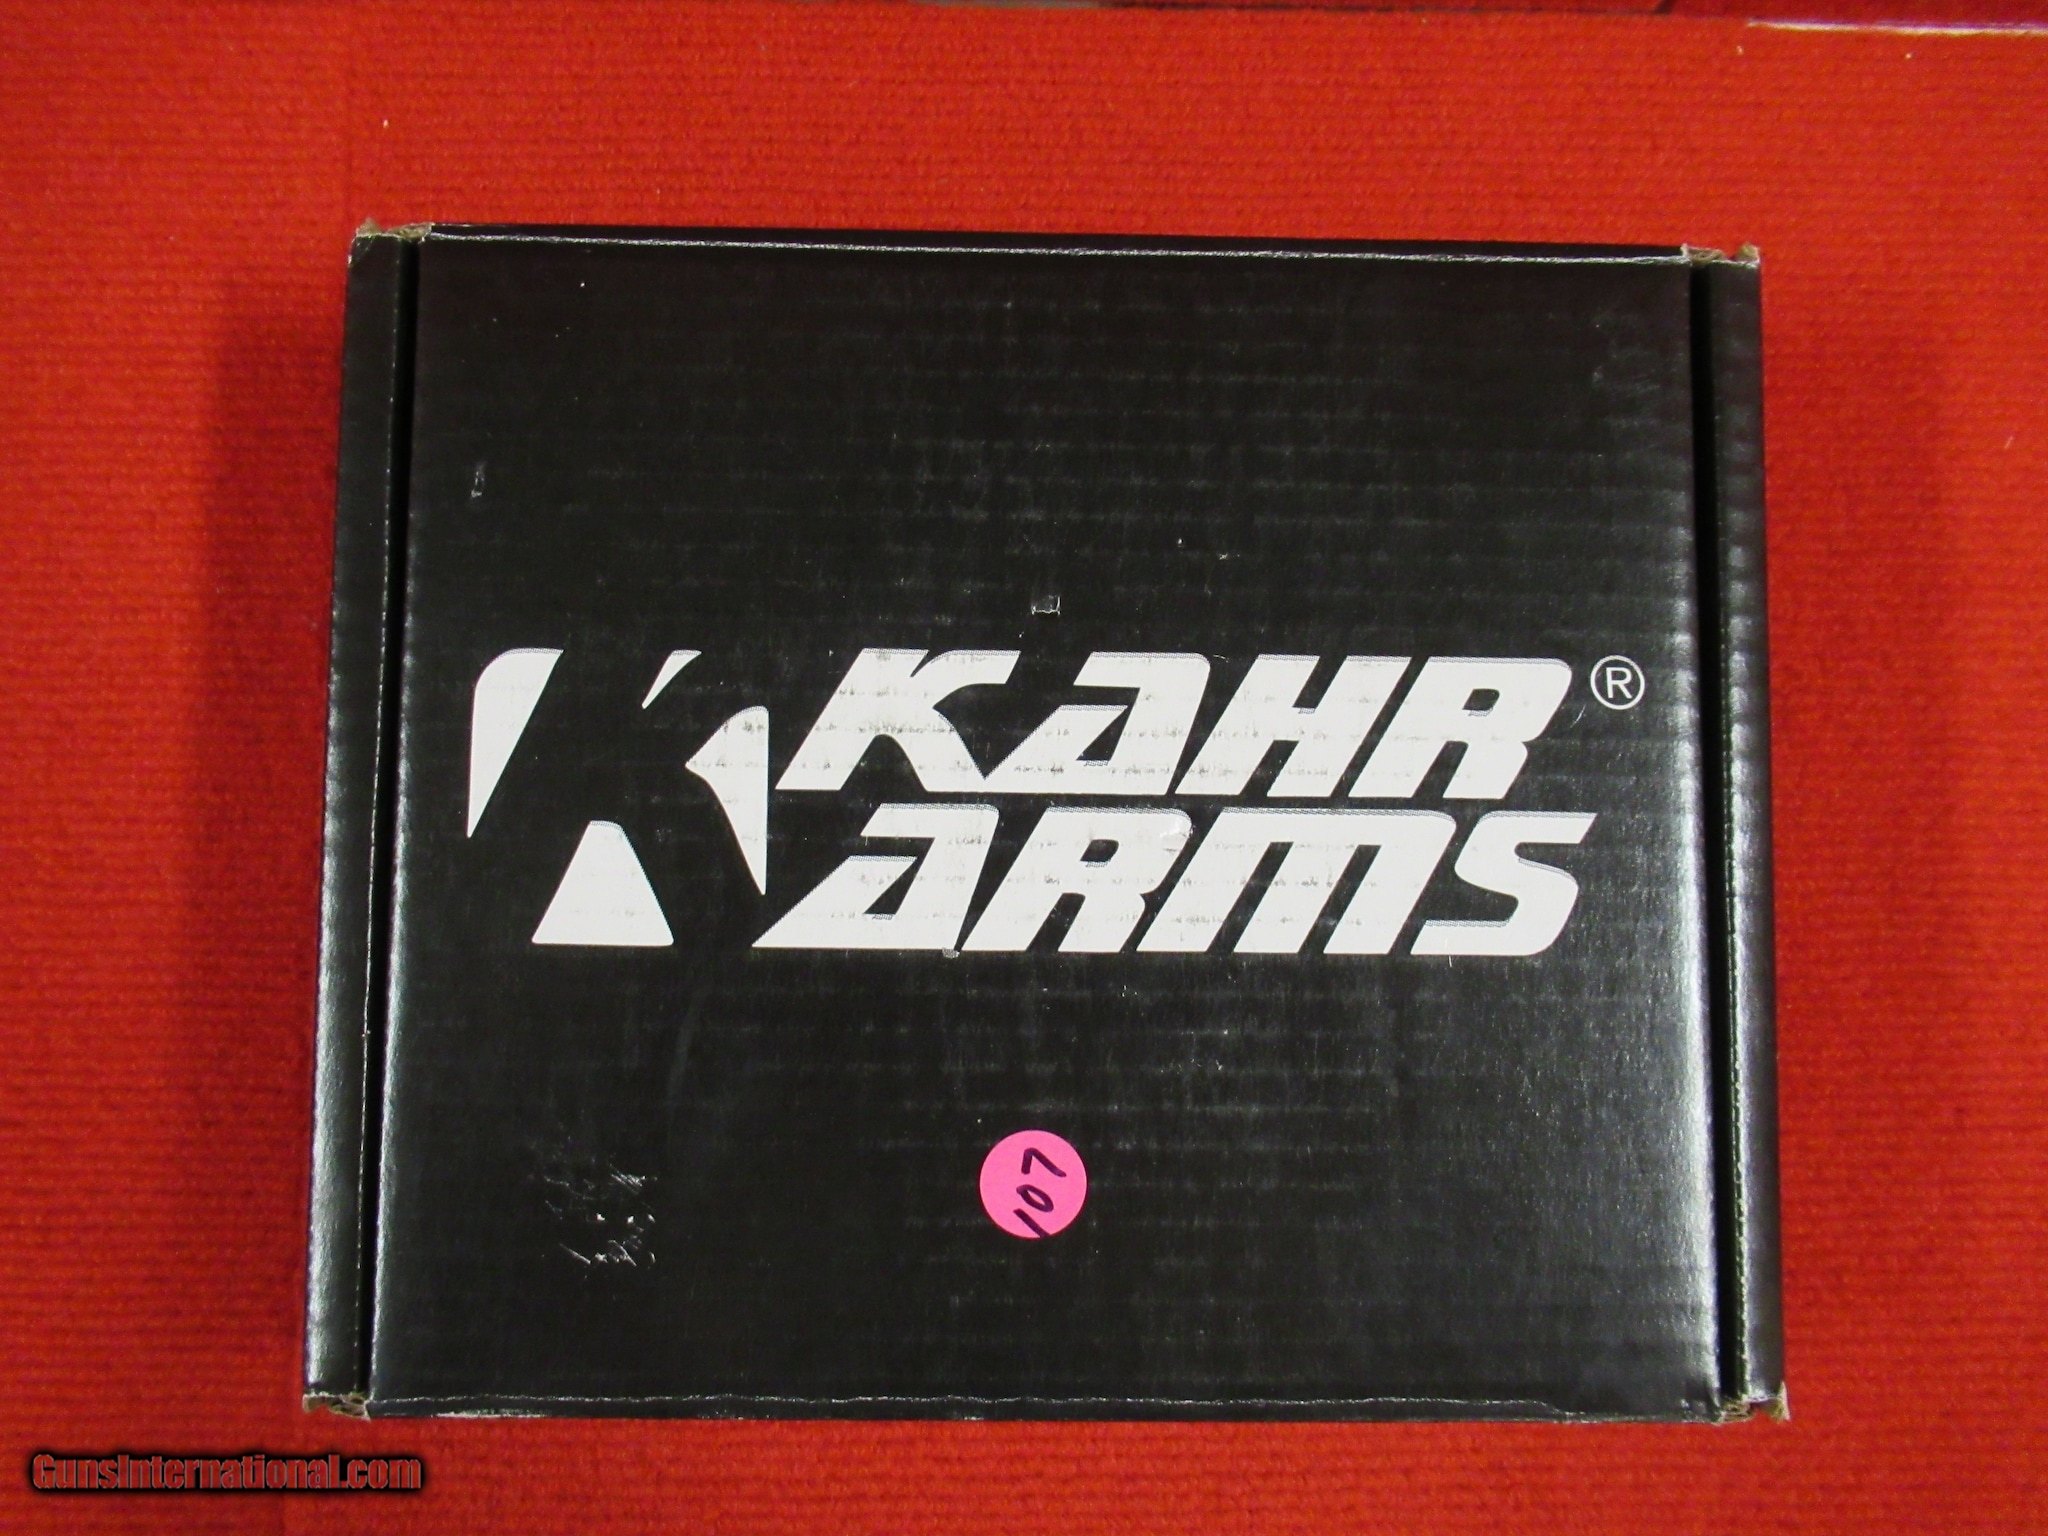 KAHR®
ARMS
107
GunsInternational.com